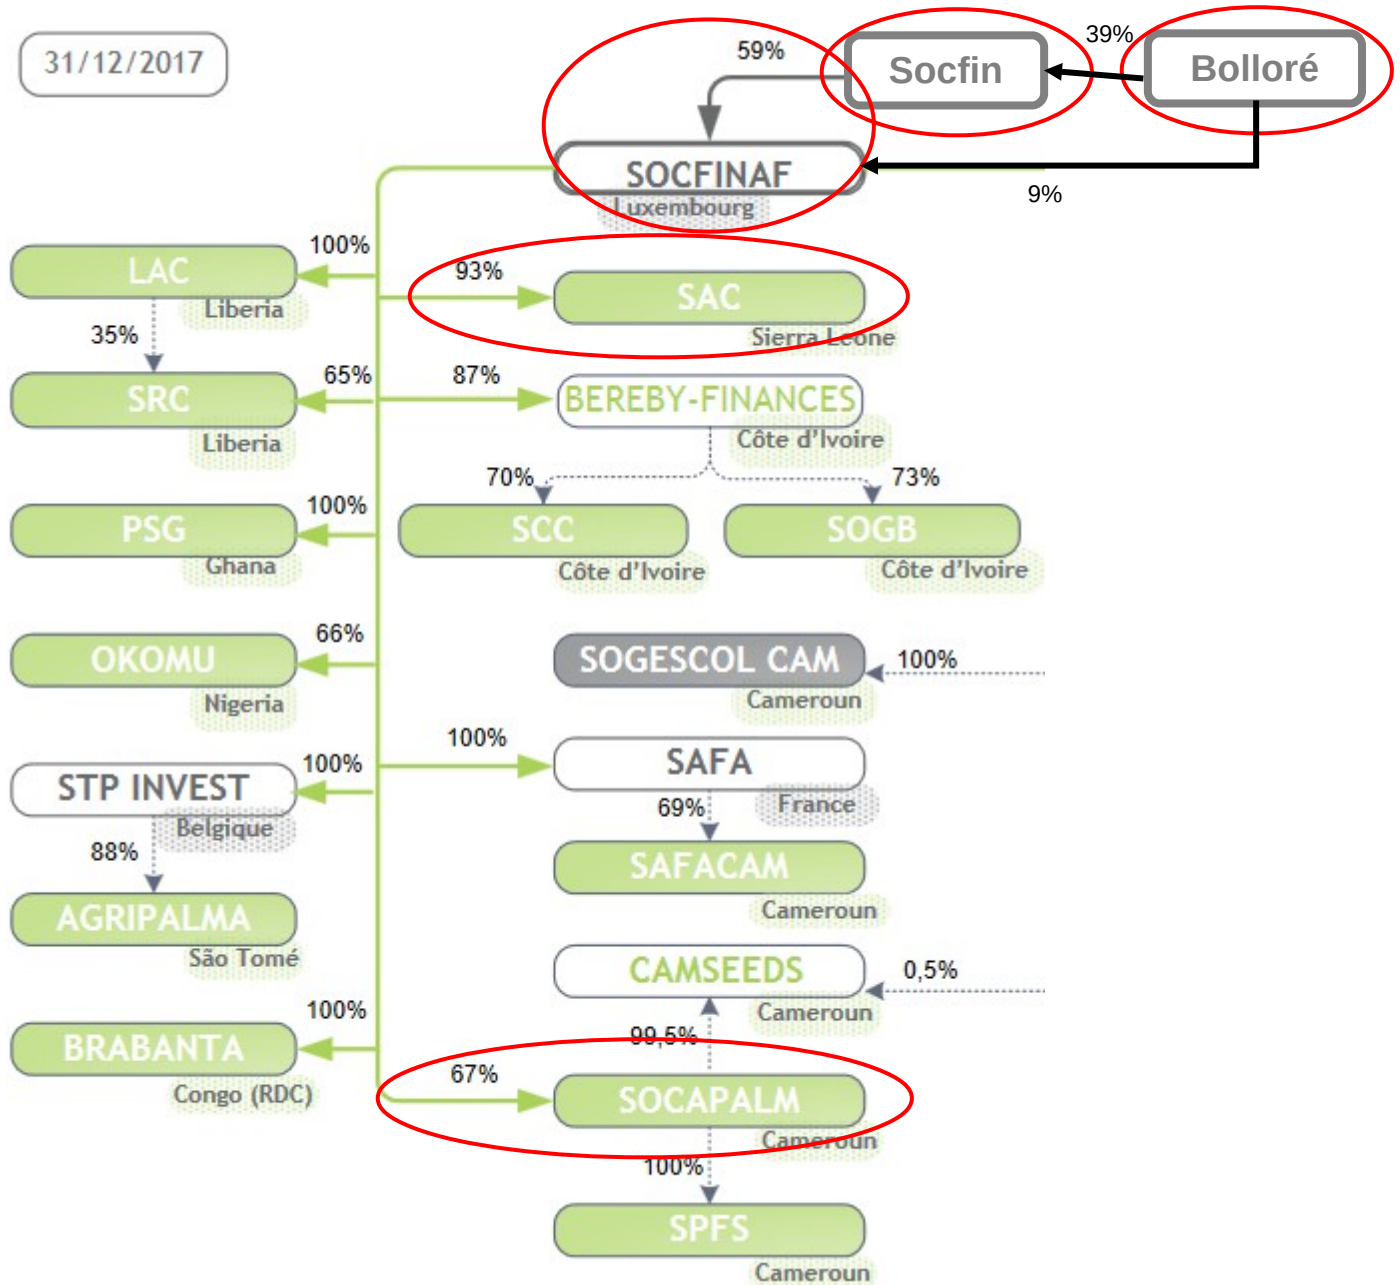 31/12/2017
59%
Socfin
39%
Bolloré
SOCFINAF
Luxembourg
9%
100%
LAC
Liberia
93%
SAC
Sierra Leone
35%
65%
SRC
Liberia
87%
BEREBY-FINANCES
Côte d'Ivoire
70%
73%
100%
PSG
Ghana
SCC
Côte d'Ivoire
SOGB
Côte d'Ivoire
66%
OKOMU
Nigeria
SOGESCOL CAM
Cameroun
100%
100%
STP INVEST
Belgique
100%
SAFA
France
69%
88%
SAFACAM
Cameroun
AGRIPALMA
São Tomé
CAMSEEDS
Cameroun
0,5%
99,5%
100%
BRABANTA
Congo (RDC)
67%
SOCAPALM
Cameroun
100%
SPFS
Cameroun